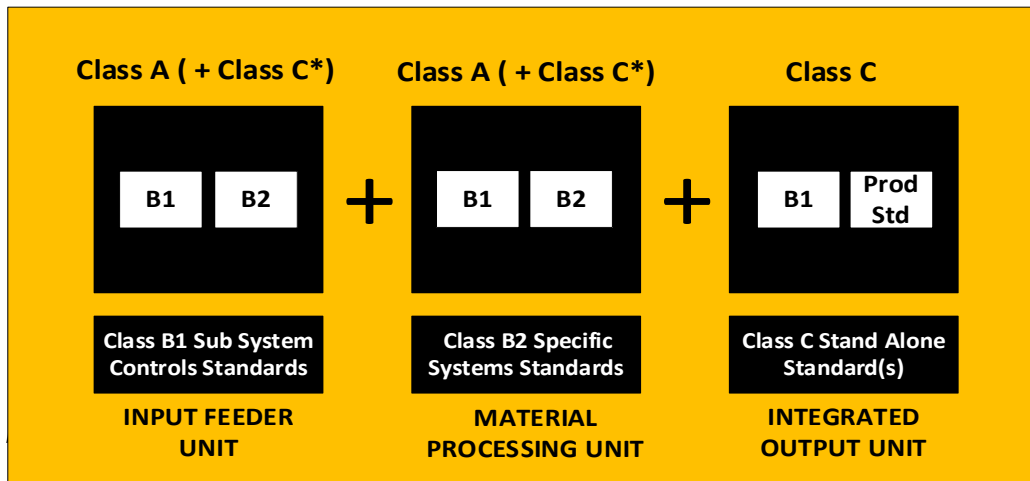 Class A ( + Class C*)
Class A ( + Class C*)
Class C
B1
B2
+
B1
B2
+
B1
Prod
Std
Class B1 Sub System
Controls Standards
Class B2 Specific
Systems Standards
Class C Stand Alone
Standard(s)
INPUT FEEDER
UNIT
MATERIAL
PROCESSING UNIT
INTEGRATED
OUTPUT UNIT